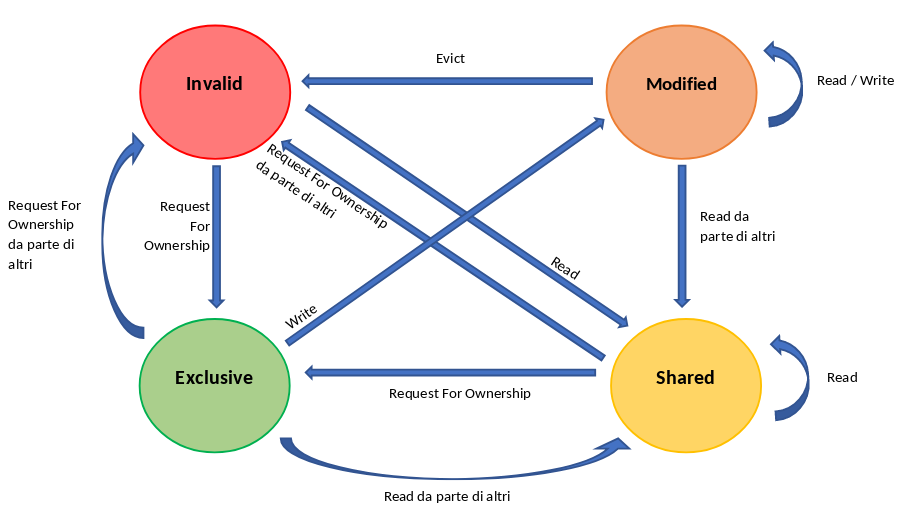 Evict
Invalid
Modified
Read / Write
Request For Ownership
da parte di altri
Request For
Ownership
da parte di
altri
Request
For
Ownership
Read da
parte di altri
Read
Write
Exclusive
Shared
Read
Request For Ownership
Read da parte di altri